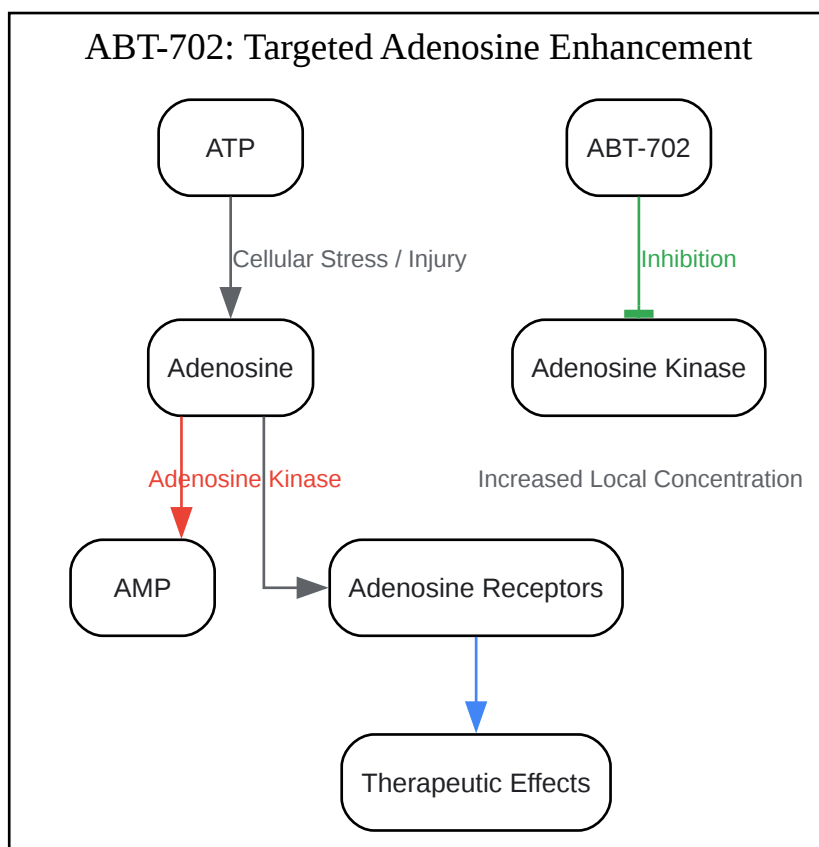 ABT-702: Targeted Adenosine Enhancement
ATP
ABT-702
Cellular Stress / Injury
Inhibition
Adenosine
Adenosine Kinase
Adenosine Kinase
Increased Local Concentration
AMP
Adenosine Receptors
Therapeutic Effects